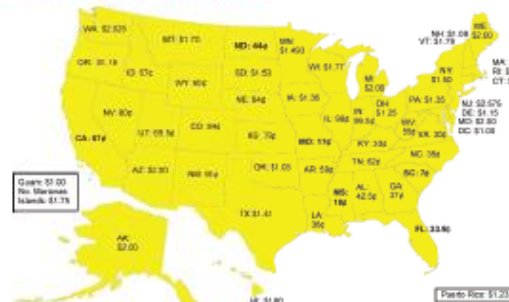 WA: $2.025
MT: $1.70
ND: 44¢
MN:
$1.493
NH: $1.08
VT: $1.79
ME:
$2.00
OR: $1.18
ID: 57¢
WY: 60¢
SD: $1.53
WI: $1.77
MI:
$2.00
NY:
MA:
RI:
CT:
NE: 64¢
IA: $1.36
IL: 98¢
IN:
99.5¢
OH:
$1.25
PA: $1.35
NJ: $2.575
DE: $1.15
MD: $2.00
DC: $1.00
NV: 80¢
UT: 69.5¢
CO: 84¢
KS: 79¢
WV:
55¢
VA: 30¢
CA: 87¢
KY: 30¢
NC: 35¢
TN: 62¢
AZ: $2.00
NM: 91¢
OK: $1.03
AR: 59¢
SC: 7¢
MS:
18¢
AL:
42.5¢
GA:
37¢
Guam: $1.00
No. Marianas
Islands: $1.75
TX: $1.41
LA:
36¢
FL: 33.9¢
AK:
$2.00
HI: $1.80
Puerto Rico: $1.23